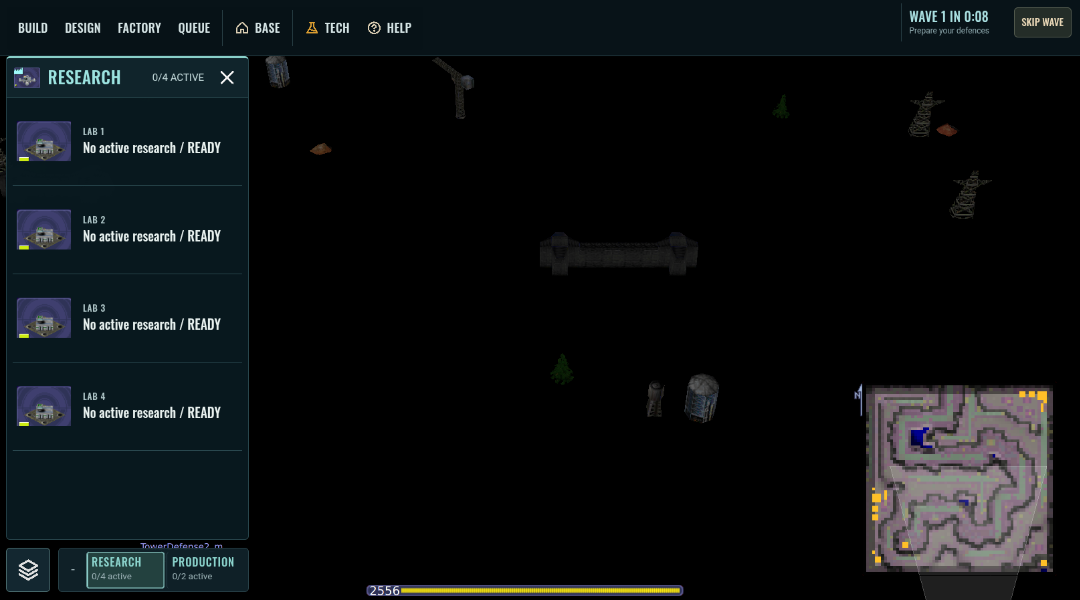 BUILD DESIGN FACTORY QUEUE BASE TECH HELP
WAVE 1 IN 0:08
Prepare your defences
SKIP WAVE
RESEARCH 0/4 ACTIVE
LAB 1
No active research / READY
LAB 2
No active research / READY
LAB 3
No active research / READY
LAB 4
No active research / READY
N
TowerDefense2_m
- RESEARCH
0/4 active
PRODUCTION
0/2 active
2556